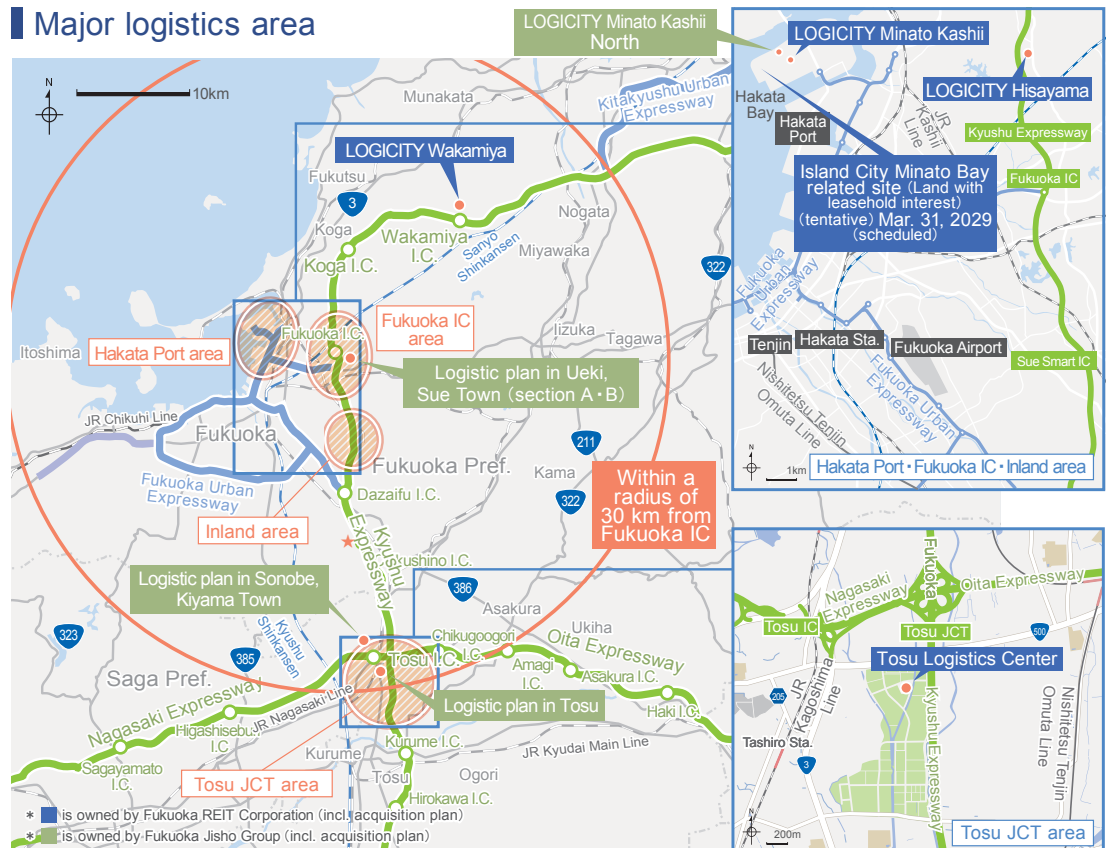 Major logistics area
N
10km
Munakata
Kitakyushu Urban
Expressway
LOGICITY Wakamiya
Fukutsu
3
Koga
Nogata
Wakamiya
I.C.
Sanyo
Shinkansen
Miyawaka
Koga I.C.
322
Fukuoka IC
area
Fukuoka I.C.
Iizuka
Tagawa
Itoshima
Hakata Port area
Logistic plan in Ueki,
Sue Town (section A・B)
JR Chikuhi Line
Fukuoka
211
Fukuoka Pref.
Kama
Fukuoka Urban
Expressway
Dazaifu I.C.
322
Within a
radius of
30 km from
Fukuoka IC
Inland area
Kyushu
Expressway
kushino I.C.
Logistic plan in Sonobe,
Kiyama Town
386
Asakura
Ukiha
323
Kyushu
Shinkansen
385
Chikugoogori
I.C.
Oita Expressway
Tosu I.C.
Amagi
I.C.
Asakura I.C.
Saga Pref.
Nagasaki Expressway
JR Nagasaki Line
Logistic plan in Tosu
Haki I.C.
Higashisebu.
I.C
Kurume
Kurume I.C.
JR Kyudai Main Line
Sagayamato
I.C.
Tosu JCT area
Tosu
Ogori
Hirokawa I.C.
* is owned by Fukuoka REIT Corporation (incl. acquisition plan)
* is owned by Fukuoka Jisho Group (incl. acquisition plan)
LOGICITY Minato Kashii
North
LOGICITY Minato Kashii
LOGICITY Hisayama
Hakata
Bay
Hakata
Port
JR
Kashii
Line
Kyushu Expressway
Island City Minato Bay
related site (Land with
leasehold interest)
(tentative) Mar. 31, 2029
(scheduled)
Fukuoka IC
Fukuoka
Urban
Expressway
Tenjin
Hakata Sta.
Fukuoka Airport
Sue Smart IC
Nishitetsu Tenjin
Omuta Line
Fukuoka Urban
Expressway
N
1km
Hakata Port・Fukuoka IC・Inland area
Fukuoka
Nagasaki
Expressway
Oita Expressway
Tosu IC
Tosu JCT
500
Tosu Logistics Center
205
JR
Kagoshima
Line
Kyushu Expressway
Nishitetsu Tenjin
Omuta Line
Tashiro Sta.
3
N
200m
Tosu JCT area